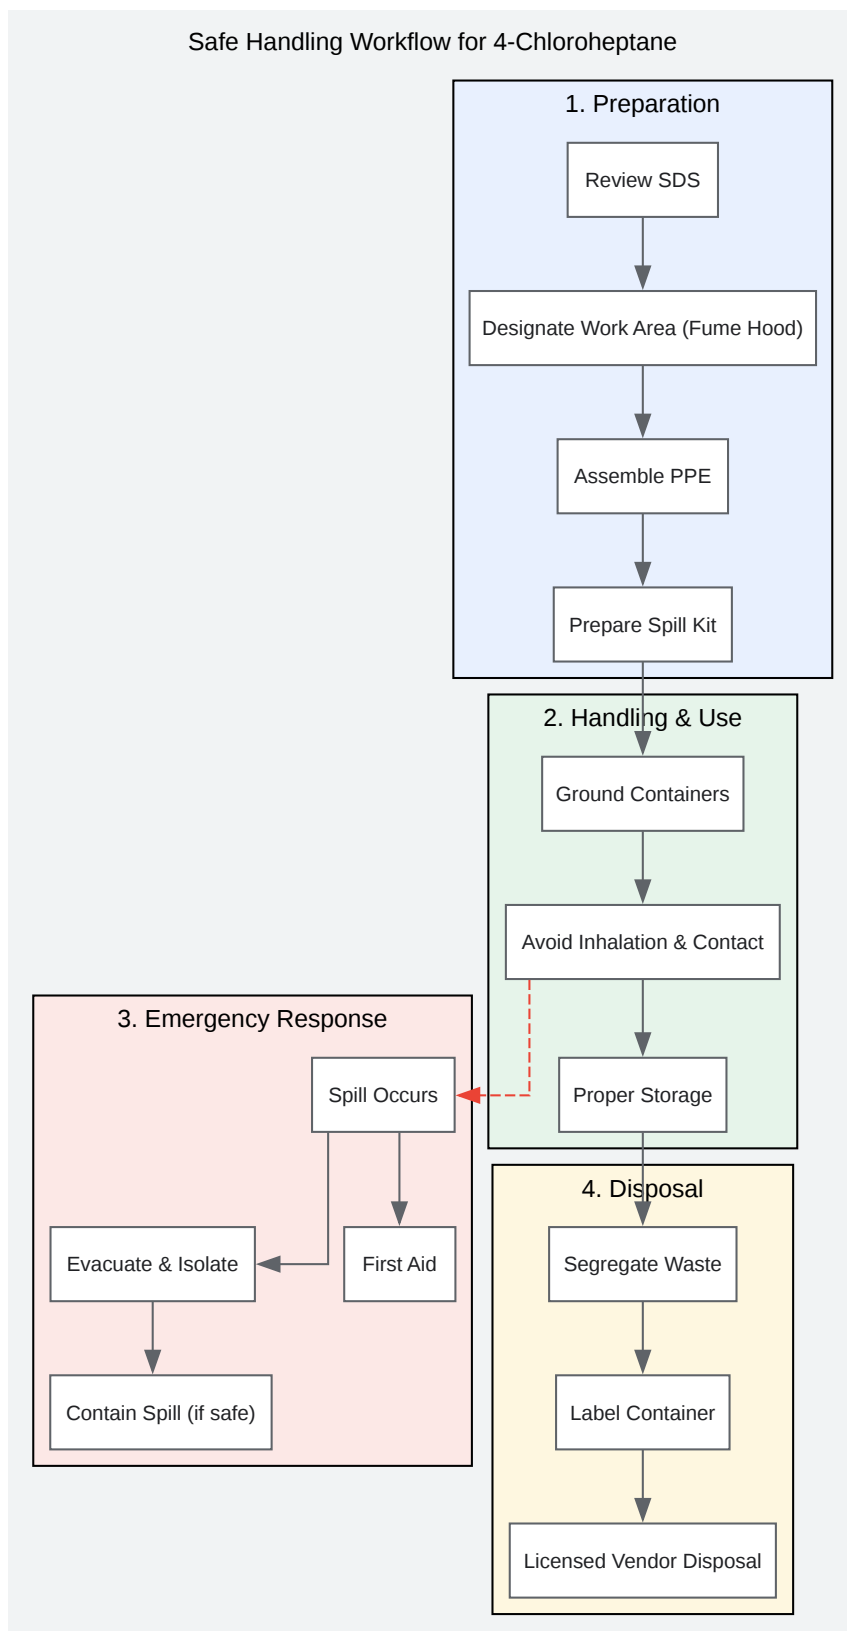 Safe Handling Workflow for 4-Chloroheptane
1. Preparation
Review SDS
Designate Work Area (Fume Hood)
Assemble PPE
Prepare Spill Kit
2. Handling & Use
Ground Containers
Avoid Inhalation & Contact
Proper Storage
3. Emergency Response
Spill Occurs
Evacuate & Isolate
First Aid
Contain Spill (if safe)
4. Disposal
Segregate Waste
Label Container
Licensed Vendor Disposal